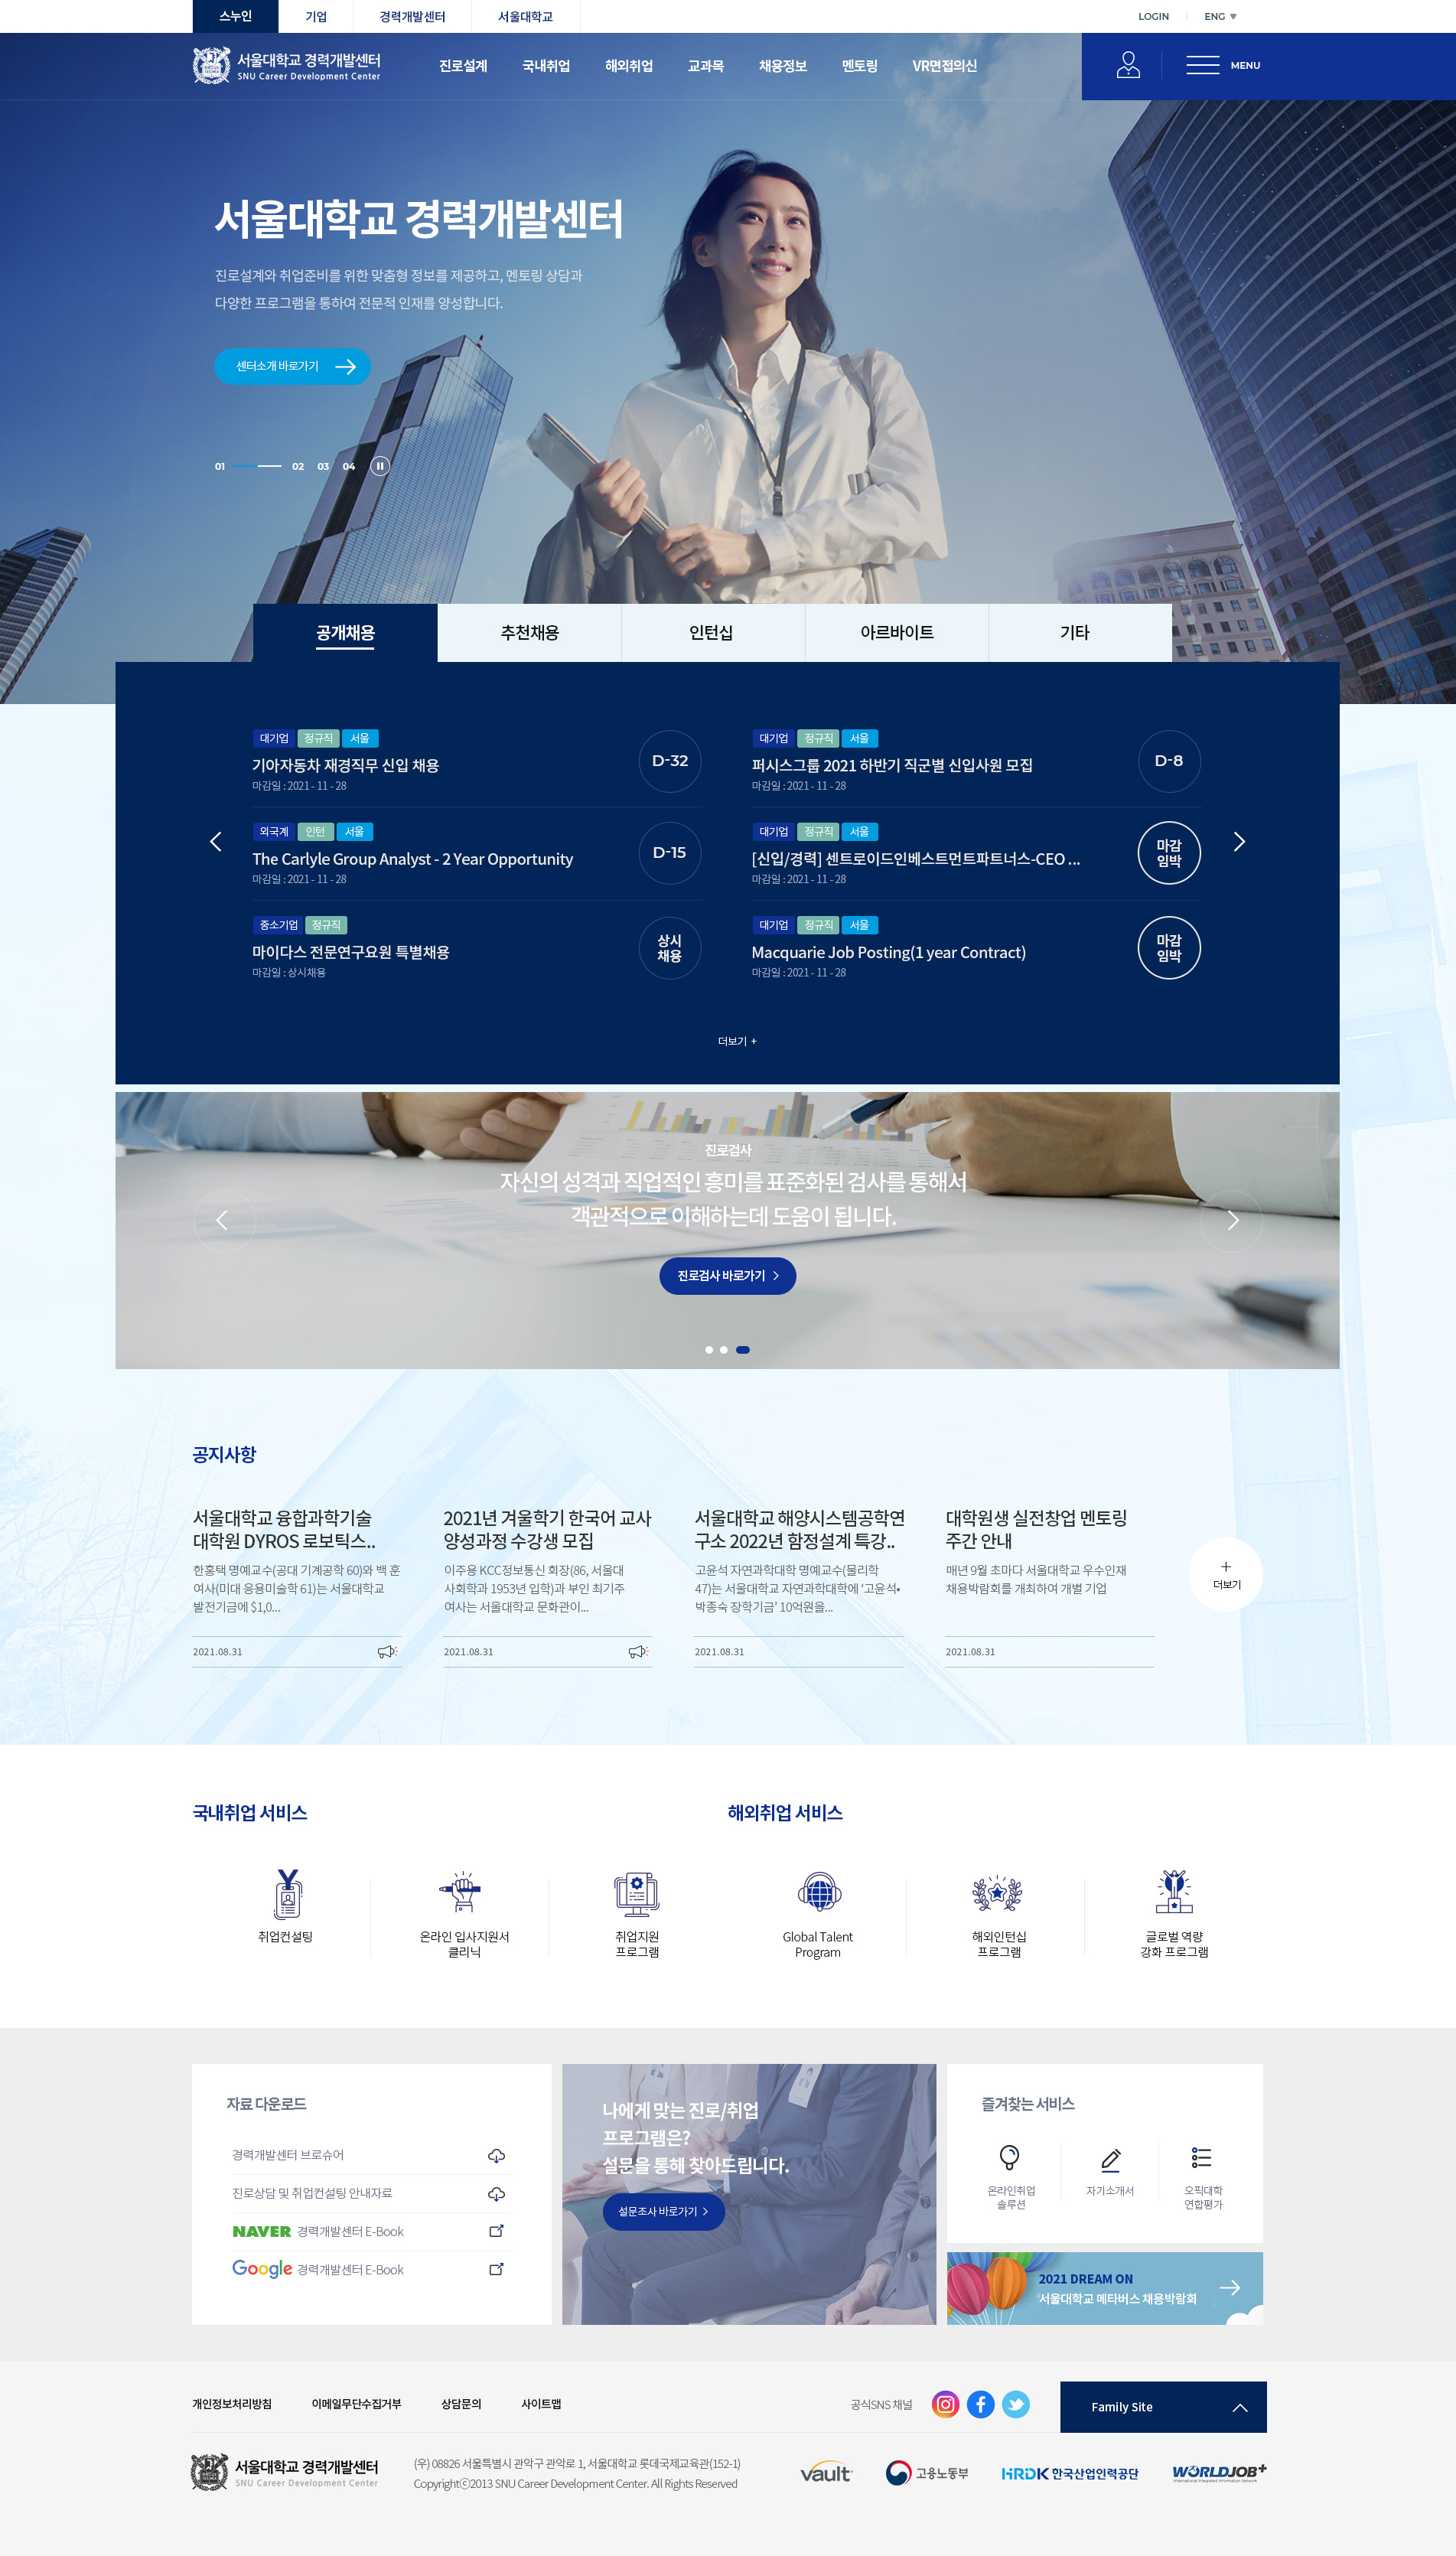 스누인
기업
경력개발센터
서울대학교
LOGIN
ENG
서울대학교 경력개발센터
SNU Career Development Center
진로설계
국내취업
해외취업
교과목
채용정보
멘토링
VR면접의신
MENU
서울대학교 경력개발센터
진로설계와 취업준비를 위한 맞춤형 정보를 제공하고, 멘토링 상담과
다양한 프로그램을 통하여 전문적 인재를 양성합니다.
센터소개 바로가기
01 02 03 04
공개채용
추천채용
인턴십
아르바이트
기타
대기업 정규직 서울
기아자동차 재경직무 신입 채용
마감일 : 2021 - 11 - 28
D-32
대기업 정규직 서울
퍼시스그룹 2021 하반기 직군별 신입사원 모집
마감일 : 2021 - 11 - 28
D-8
외국계 인턴 서울
The Carlyle Group Analyst - 2 Year Opportunity
마감일 : 2021 - 11 - 28
D-15
대기업 정규직 서울
[신입/경력] 센트로이드인베스트먼트파트너스-CEO ...
마감일 : 2021 - 11 - 28
마감
임박
중소기업 정규직
마이다스 전문연구요원 특별채용
마감일 : 상시채용
상시
채용
대기업 정규직 서울
Macquarie Job Posting(1 year Contract)
마감일 : 2021 - 11 - 28
마감
임박
더보기 +
진로검사
자신의 성격과 직업적인 흥미를 표준화된 검사를 통해서
객관적으로 이해하는데 도움이 됩니다.
진로검사 바로가기
공지사항
서울대학교 융합과학기술
대학원 DYROS 로보틱스..
한홍택 명예교수(공대 기계공학 60)와 백 훈
여사(미대 응용미술학 61)는 서울대학교
발전기금에 $1,0...
2021.08.31
2021년 겨울학기 한국어 교사
양성과정 수강생 모집
이주용 KCC정보통신 회장(86, 서울대
사회학과 1953년 입학)과 부인 최기주
여사는 서울대학교 문화관이...
2021.08.31
서울대학교 해양시스템공학연
구소 2022년 함정설계 특강..
고윤석 자연과학대학 명예교수(물리학
47)는 서울대학교 자연과학대학에 ‘고윤석•
박종숙 장학기금’ 10억원을...
2021.08.31
대학원생 실전창업 멘토링
주간 안내
매년 9월 초마다 서울대학교 우수인재
채용박람회를 개최하여 개별 기업
2021.08.31
+
더보기
국내취업 서비스
취업컨설팅
온라인 입사지원서
클리닉
취업지원
프로그램
해외취업 서비스
Global Talent
Program
해외인턴십
프로그램
글로벌 역량
강화 프로그램
자료 다운로드
경력개발센터 브로슈어
진로상담 및 취업컨설팅 안내자료
NAVER 경력개발센터 E-Book
Google 경력개발센터 E-Book
나에게 맞는 진로/취업
프로그램은?
설문을 통해 찾아드립니다.
설문조사 바로가기
즐겨찾는 서비스
온라인취업
솔루션
자기소개서
오픽대학
연합평가
2021 DREAM ON
서울대학교 메타버스 채용박람회
개인정보처리방침
이메일무단수집거부
상담문의
사이트맵
공식SNS 채널
Family Site
서울대학교 경력개발센터
SNU Career Development Center
(우) 08826 서울특별시 관악구 관악로 1, 서울대학교 롯데국제교육관(152-1)
Copyrightⓒ2013 SNU Career Development Center. All Rights Reserved
vault
고용노동부
HRDK 한국산업인력공단
WORLDJOB+